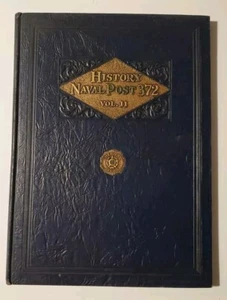 HISTORY
NAVAL POST 372
VOL. II